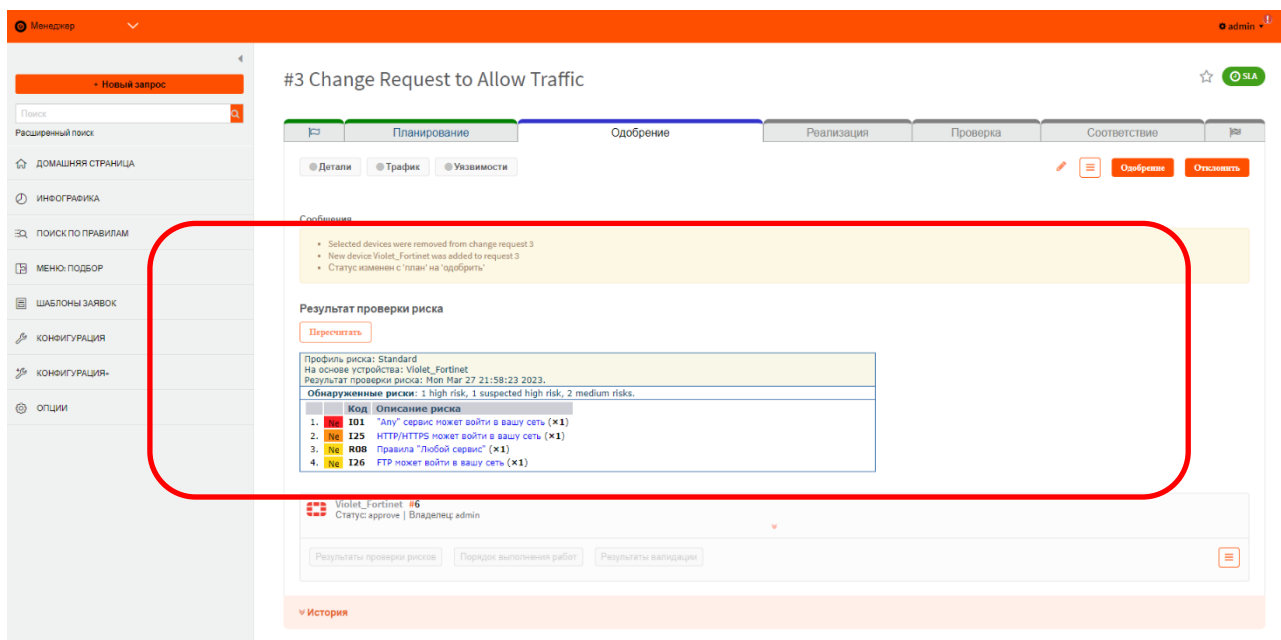 Менеджер
admin
Новый запрос
Поиск
Расширенный поиск
ДОМАШНЯЯ СТРАНИЦА
ИНФОГРАФИКА
ПОИСК ПО ПРАВИЛАМ
МЕНЮ: ПОДБОР
ШАБЛОНЫ ЗАЯВОК
КОНФИГУРАЦИЯ
КОНФИГУРАЦИЯ+
ОПЦИИ
#3 Change Request to Allow Traffic
SLA
Планирование Одобрение Реализация Проверка Соответствие
Детали Трафик Уязвимости
Одобрение Отклонить
Сообщения
• Selected devices were removed from change request 3
• New device Violet_Fortinet was added to request 3
• Статус изменен с 'план' на 'одобрить'
Результат проверки риска
Пересчитать
Профиль риска: Standard
На основе устройства: Violet_Fortinet
Результат проверки риска: Mon Mar 27 21:58:23 2023.
Обнаруженные риски: 1 high risk, 1 suspected high risk, 2 medium risks.
Код Описание риска
1. Ne I01 "Any" сервис может войти в вашу сеть (×1)
2. Ne I25 HTTP/HTTPS может войти в вашу сеть (×1)
3. Ne R08 Правила "Любой сервис" (×1)
4. Ne I26 FTP может войти в вашу сеть (×1)
Violet_Fortinet #6
Статус: approve | Владелец: admin
Результаты проверки рисков Порядок выполнения работ Результаты валидации
История